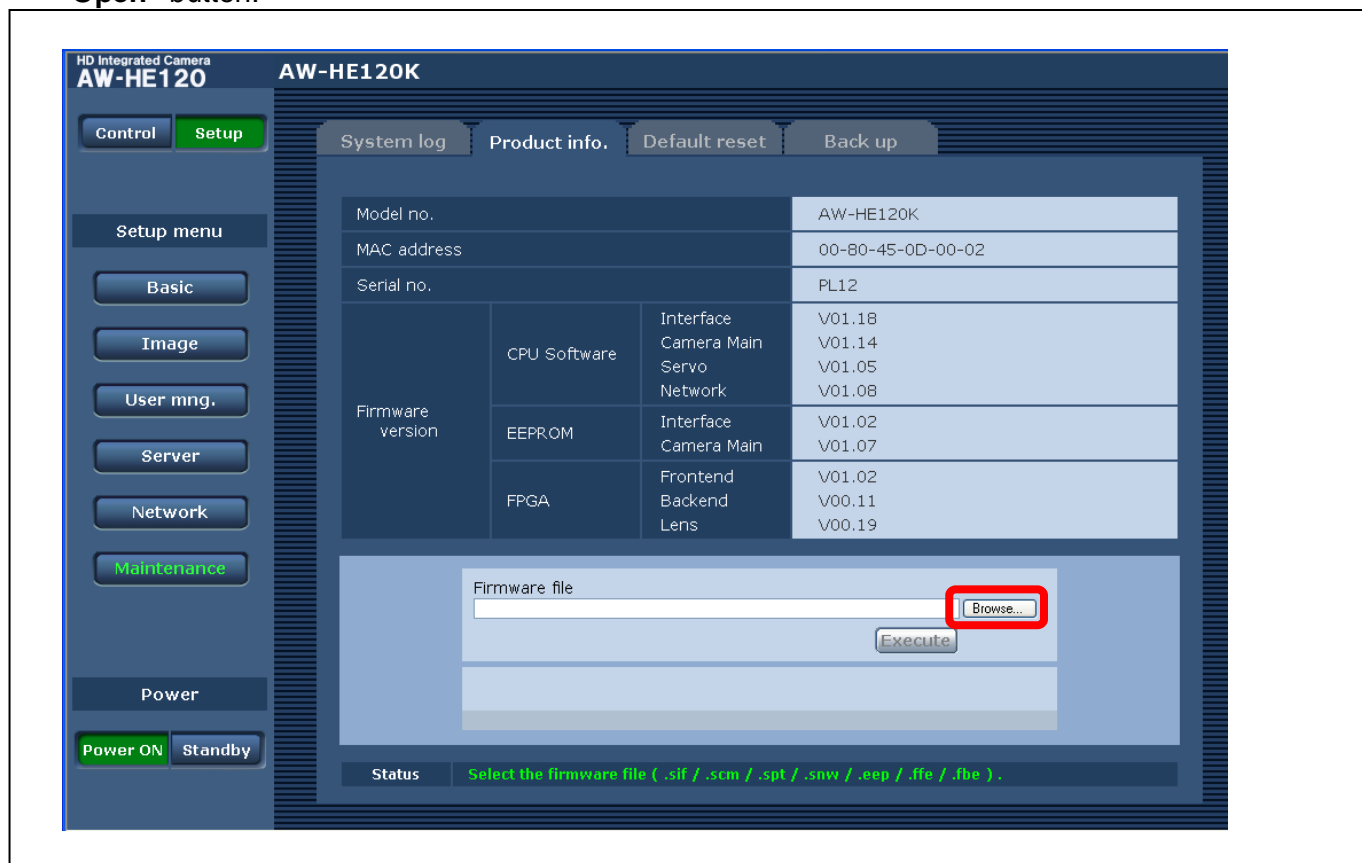 "Open" button.
HD Integrated Camera
AW-HE120
AW-HE120K
Control Setup
System log Product info. Default reset Back up
Setup menu
Basic
Image
User mng.
Server
Network
Maintenance
Power
Power ON Standby
Model no. AW-HE120K
MAC address 00-80-45-0D-00-02
Serial no. PL12
Firmware version
CPU Software
Interface V01.18
Camera Main V01.14
Servo V01.05
Network V01.08
EEPROM
Interface V01.02
Camera Main V01.07
FPGA
Frontend V01.02
Backend V00.11
Lens V00.19
Firmware file
Browse...
Execute
Status Select the firmware file ( .sif / .scm / .spt / .snw / .eep / .ffe / .fbe ) .